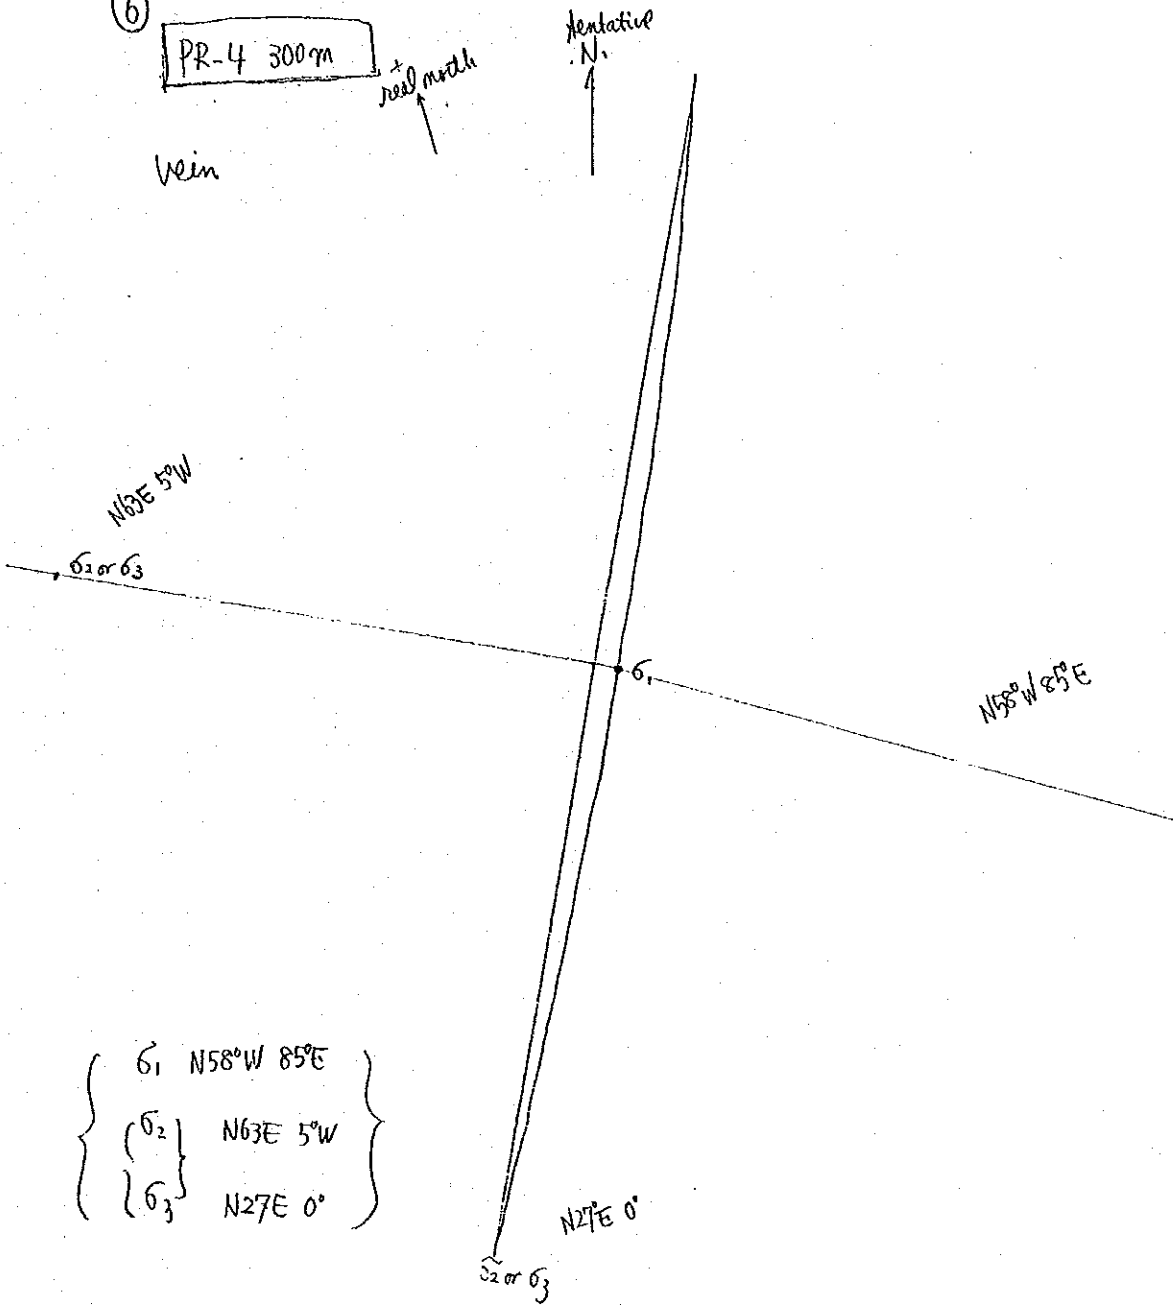 ⑥
PR-4 300m
real north
tentative
N.
vein
N63E 5°W
σ2 or σ3
σ1
N58°W 85°E
σ1 N58°W 85°E
σ2 N63E 5°W
σ3 N27E 0°
N27°E 0°
σ2 or σ3